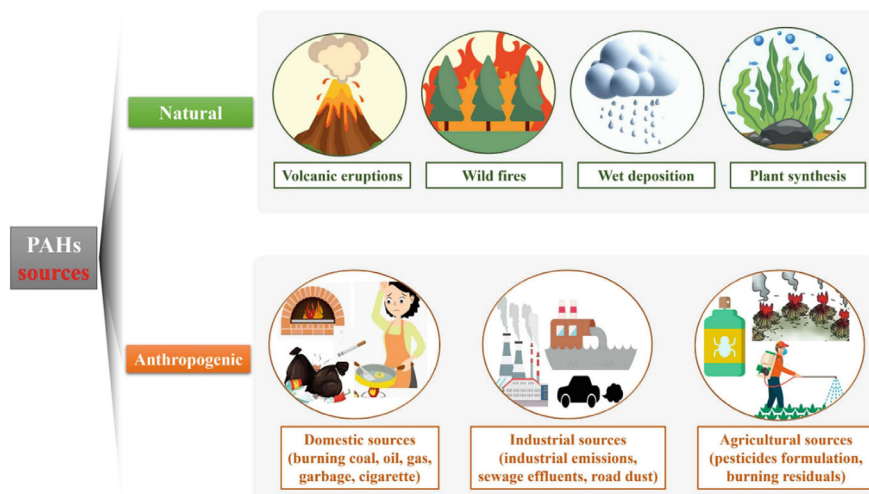 Natural
Volcanic eruptions
Wild fires
Wet deposition
Plant synthesis
PAHs
sources
Anthropogenic
Domestic sources
(burning coal, oil, gas,
garbage, cigarette)
Industrial sources
(industrial emissions,
sewage effluents, road dust)
Agricultural sources
(pesticides formulation,
burning residuals)